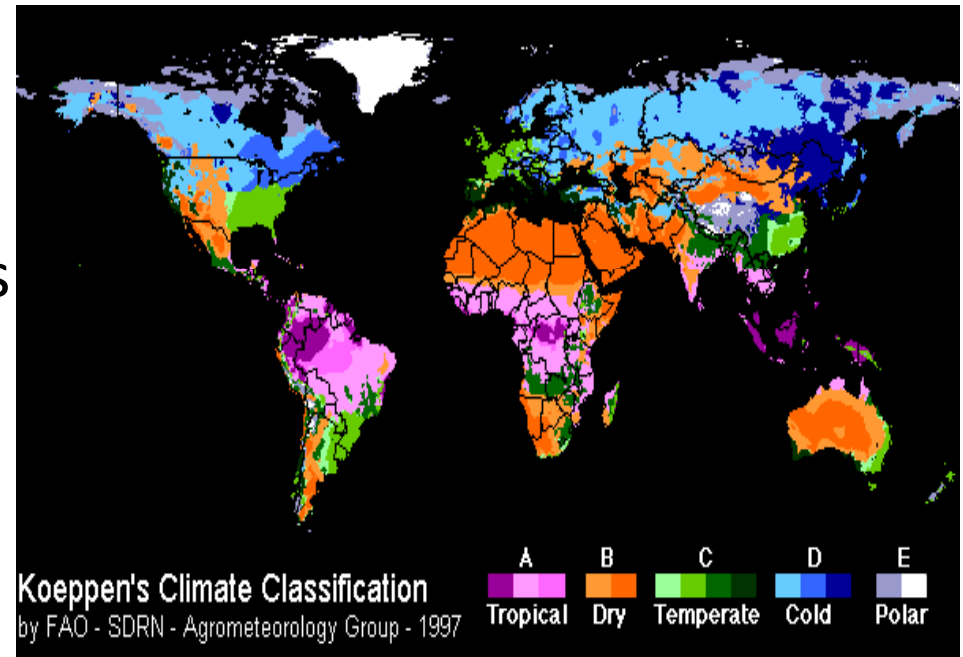 s
A B C D E
Koeppen's Climate Classification
Tropical Dry Temperate Cold Polar
by FAO - SDRN - Agrometeorology Group - 1997